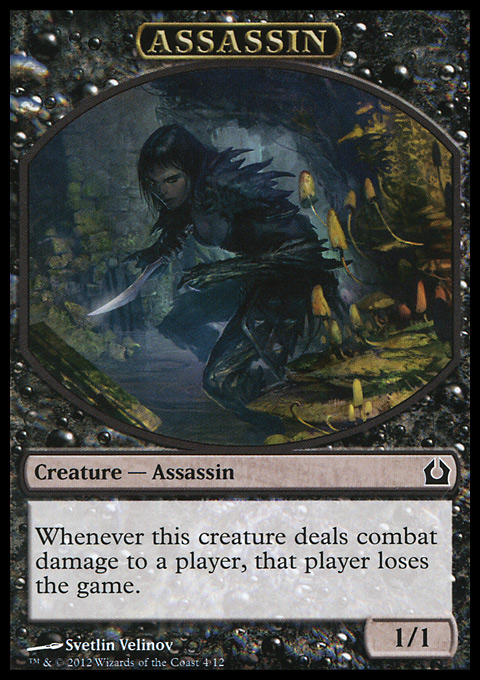 ASSASSIN
Creature — Assassin
Whenever this creature deals combat
damage to a player, that player loses
the game.
1/1
Svetlin Velinov
™ & © 2012 Wizards of the Coast 4/12